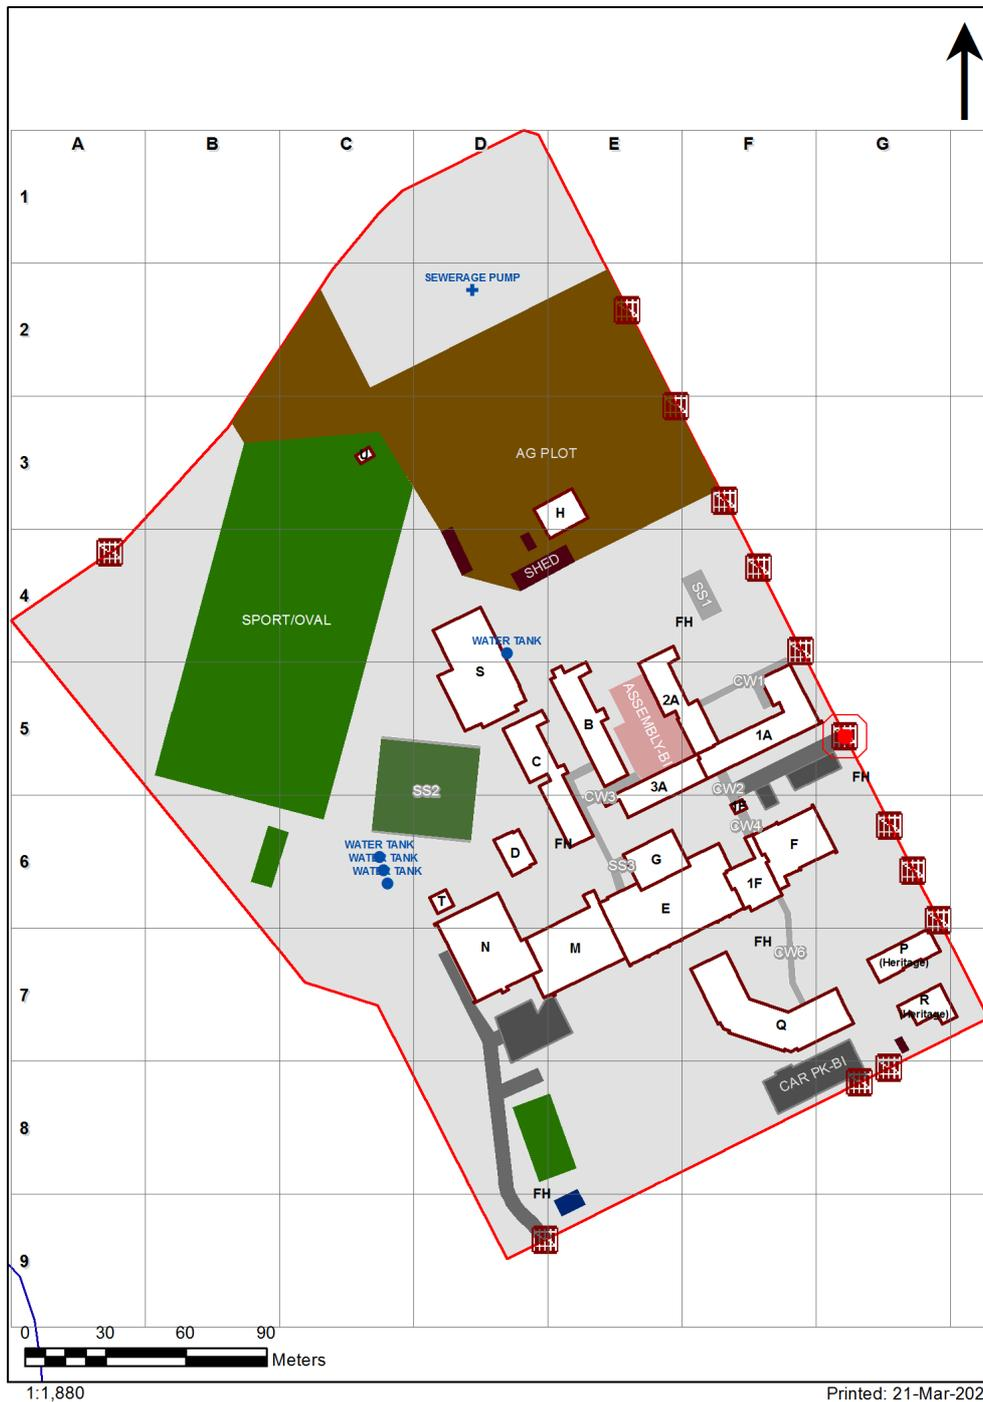 A B C D E F G
1
SEWERAGE PUMP
2
3
AG PLOT
H
SHED
4
SS1
SPORT/OVAL
FH
WATER TANK
S
CW1
2A
ASSEMBLY-BI
B
5
1A
C
FH
3A
CW2
SS2
CW3
CW4
FH
F
WATER TANK
WATER TANK
WATER TANK
D
6
G
SS3
1F
T
E
FH
N
M
CW6
P
(Heritage)
7
R
(Heritage)
Q
CAR PK-BI
8
FH
9
0 30 60 90
Meters
1:1,880
Printed: 21-Mar-202